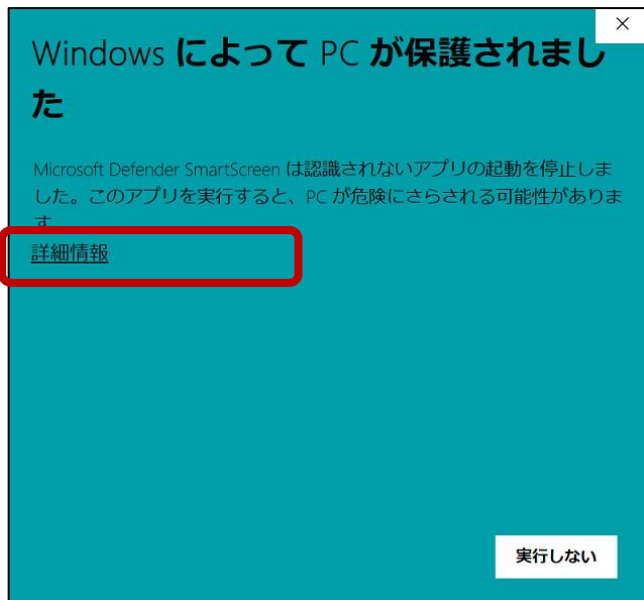 Windows によって PC が保護されまし
た
Microsoft Defender SmartScreen は認識されないアプリの起動を停止しま
した。このアプリを実行すると、PC が危険にさらされる可能性がありま
す。
詳細情報
実行しない